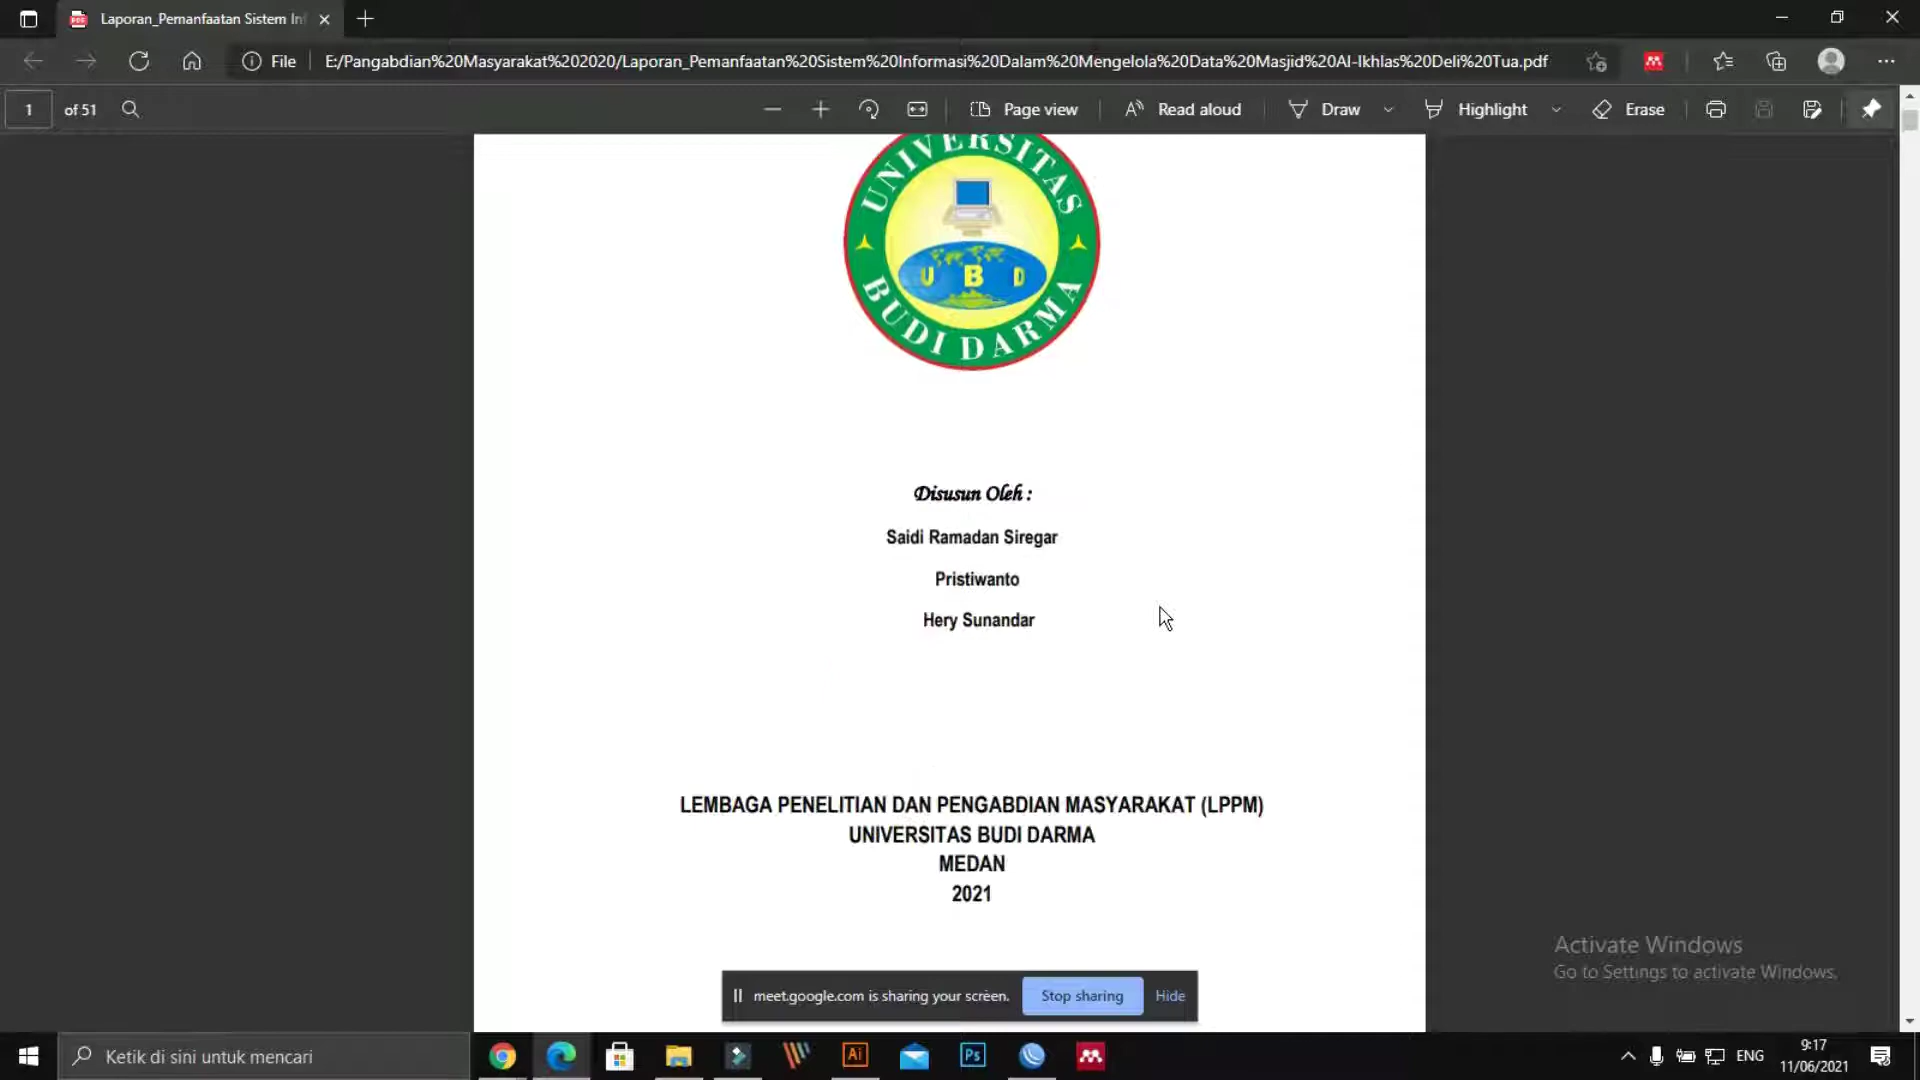 Laporan_Pemanfaatan Sistem In
File
E:/Pangabdian%20Masyarakat%202020/Laporan_Pemanfaatan%20Sistem%20Informasi%20Dalam%20Mengelola%20Data%20Masjid%20Al-Ikhlas%20Deli%20Tua.pdf
1 of 51
Page view
Read aloud
Draw
Highlight
Erase
UNIVERSITAS
U B D
BUDI DARMA
Disusun Oleh :
Saidi Ramadan Siregar
Pristiwanto
Hery Sunandar
LEMBAGA PENELITIAN DAN PENGABDIAN MASYARAKAT (LPPM)
UNIVERSITAS BUDI DARMA
MEDAN
2021
Activate Windows
Go to Settings to activate Windows.
meet.google.com is sharing your screen.
Stop sharing
Hide
Ketik di sini untuk mencari
Ai
Ps
ENG
9:17
11/06/2021